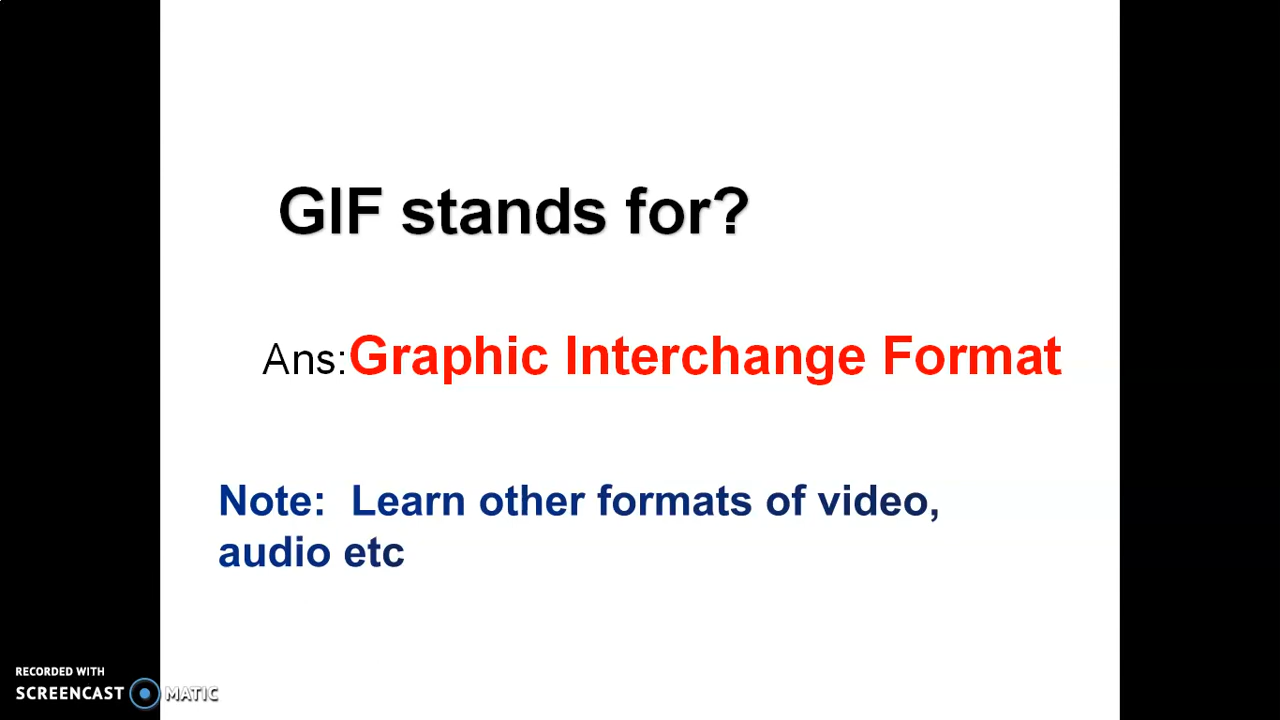 GIF stands for?
Ans:Graphic Interchange Format
Note: Learn other formats of video,
audio etc
RECORDED WITH
SCREENCAST MATIC